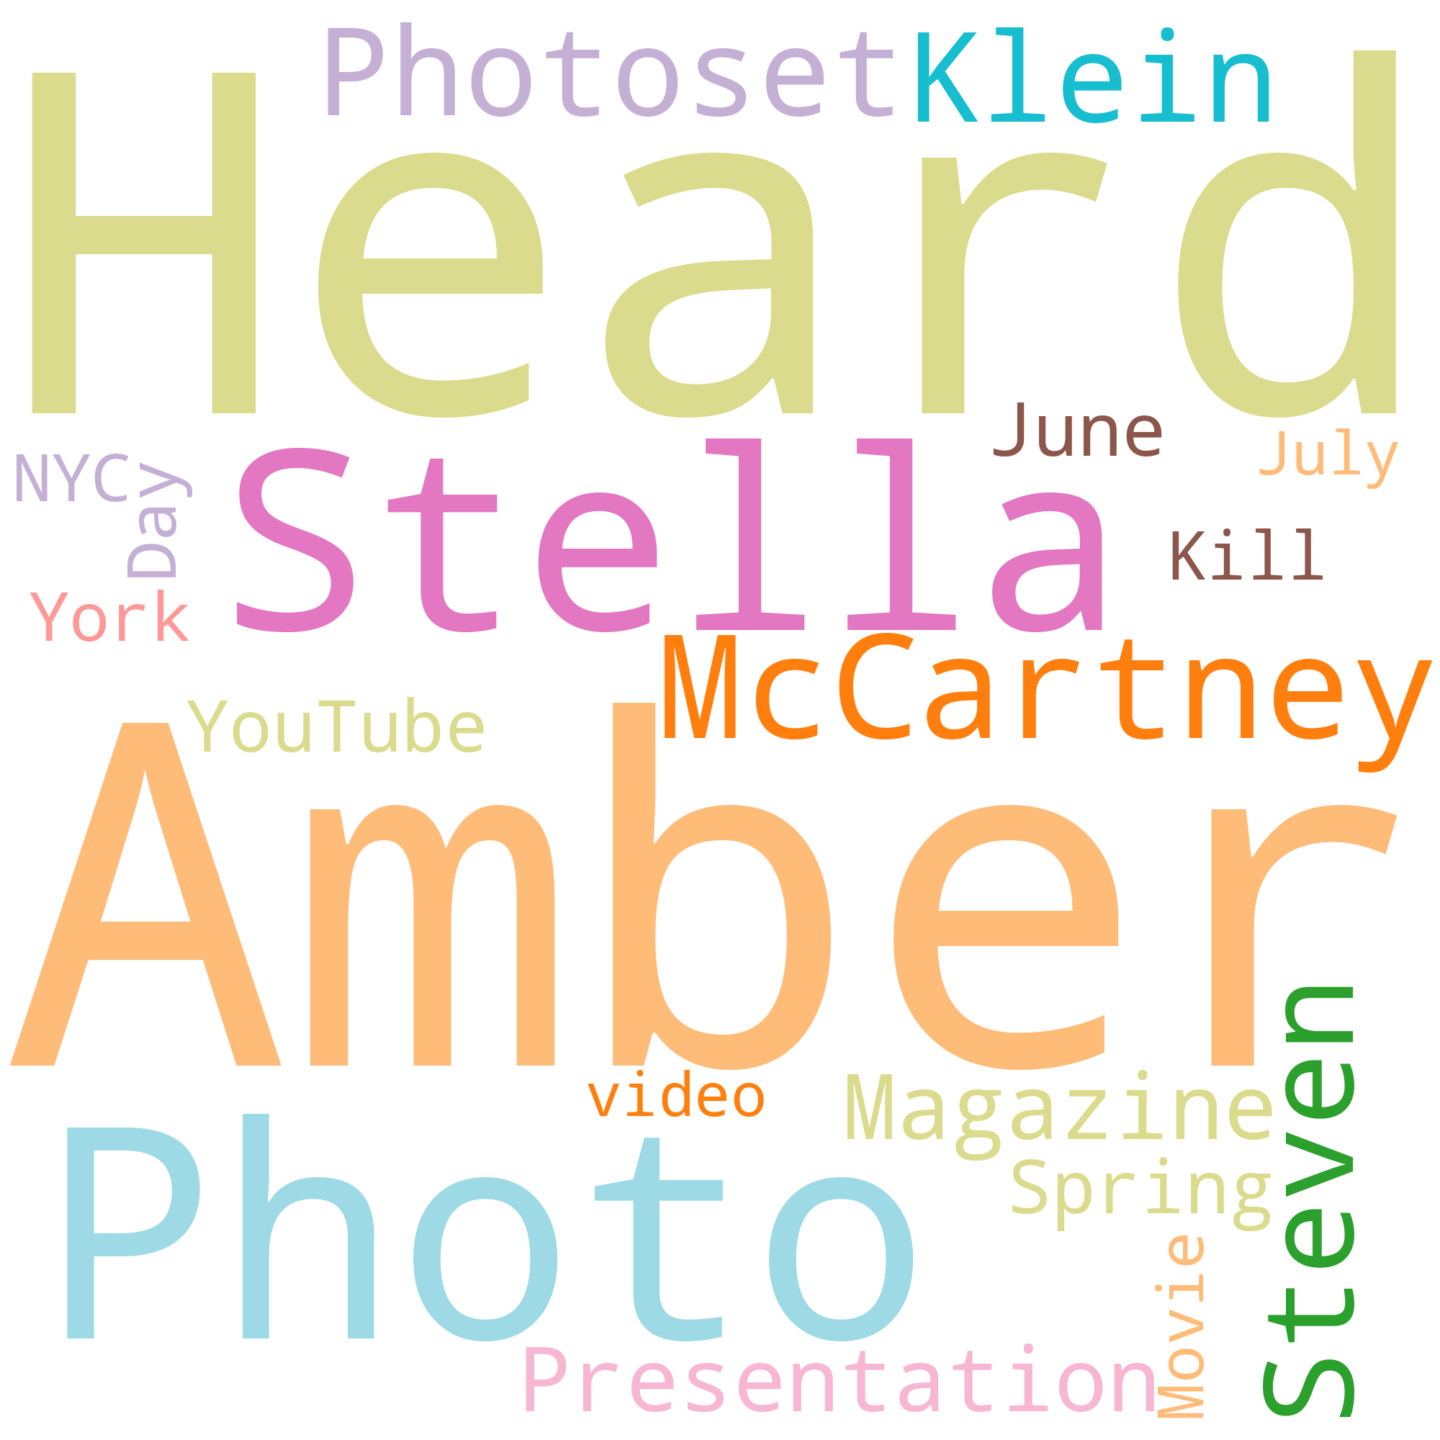 Photoset Klein
Heard
June
July
NYC
Day
Stella
Kill
York
McCartney
YouTube
Amber
Steven
video
Magazine
Photo
Spring
Movie
Presentation